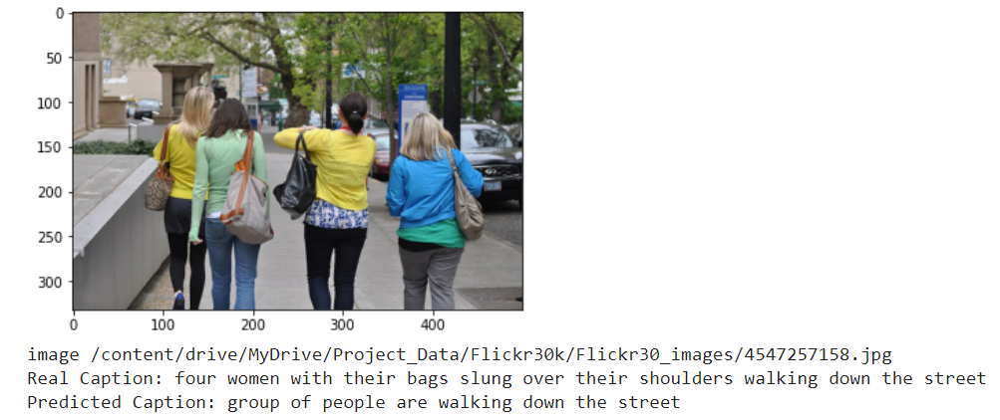 0
50
100
150
200
250
300
0 100 200 300 400
image /content/drive/MyDrive/Project_Data/Flickr30k/Flickr30_images/4547257158.jpg
Real Caption: four women with their bags slung over their shoulders walking down the street
Predicted Caption: group of people are walking down the street